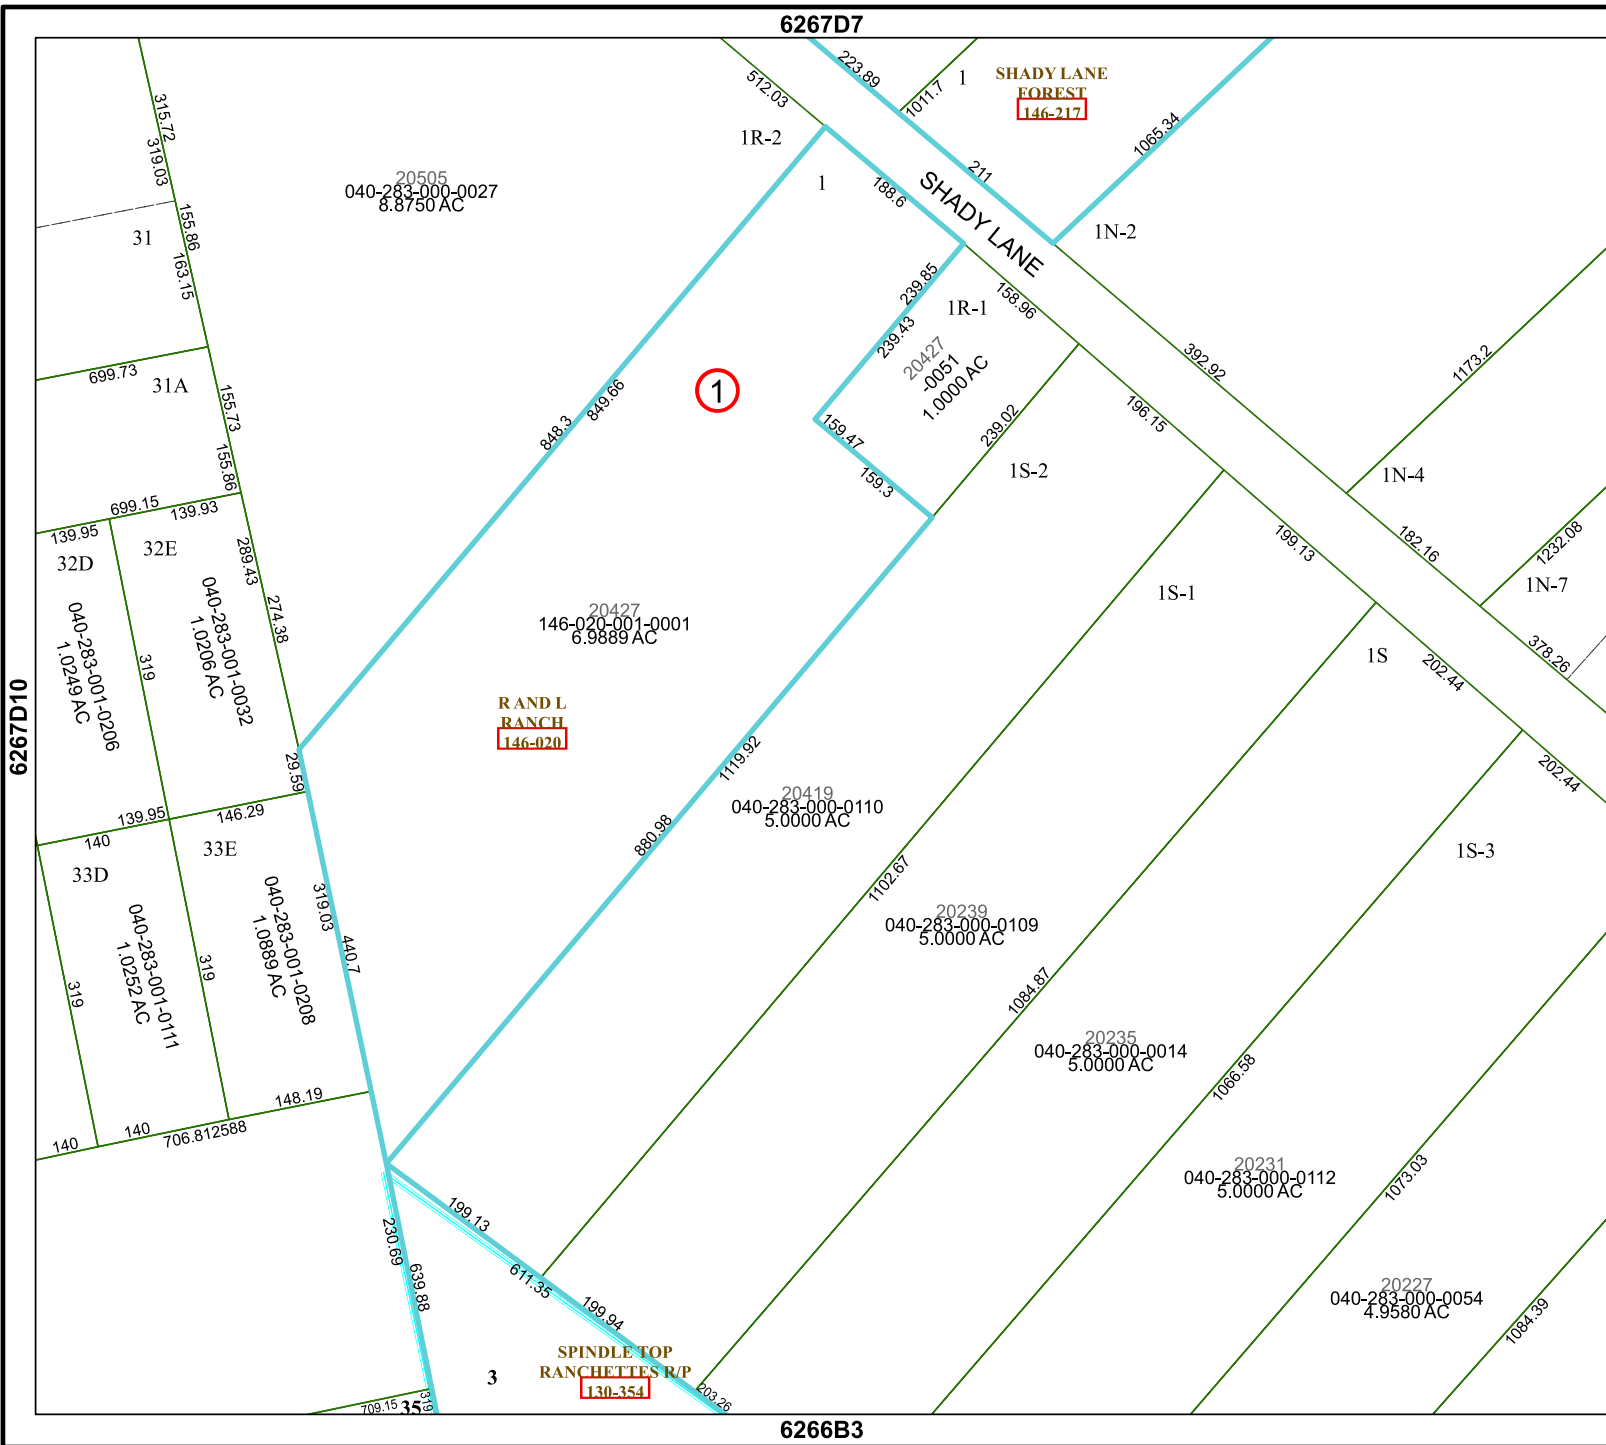 6267D7
223.89
512.03
1011.7
1
SHADY LANE
FOREST
146-217
1065.34
315.72
319.03
1R-2
20505
040-283-000-0027
8.8750 AC
1
188.6
211
SHADY LANE
1N-2
155.86
163.15
31
239.85
239.43
158.96
1R-1
20427
-0051
1.0000 AC
392.92
1173.2
699.73
31A
155.73
155.86
848.3
849.66
1
159.47
159.3
239.02
196.15
1S-2
1N-4
699.15
139.93
139.95
32D
32E
289.43
274.38
199.13
182.16
1232.08
1N-7
1S-1
040-283-001-0206
1.0249 AC
319
040-283-001-0032
1.0206 AC
20427
146-020-001-0001
6.9889 AC
1S
202.44
378.26
6267D10
R AND L
RANCH
146-020
29.59
1119.92
880.98
20419
040-283-000-0110
5.0000 AC
202.44
139.95
146.29
140
33D
33E
1S-3
319.03
440.7
040-283-001-0111
1.0252 AC
319
319
040-283-001-0208
1.0889 AC
1102.67
20239
040-283-000-0109
5.0000 AC
1084.87
20235
040-283-000-0014
5.0000 AC
1066.58
148.19
140
140
706.812588
20231
040-283-000-0112
5.0000 AC
1073.03
199.13
230.69
639.88
611.35
199.94
20227
040-283-000-0054
4.9580 AC
1084.39
SPINDLE TOP
RANCHETTES R/P
130-354
3
203.26
709.15
35
319
6266B3